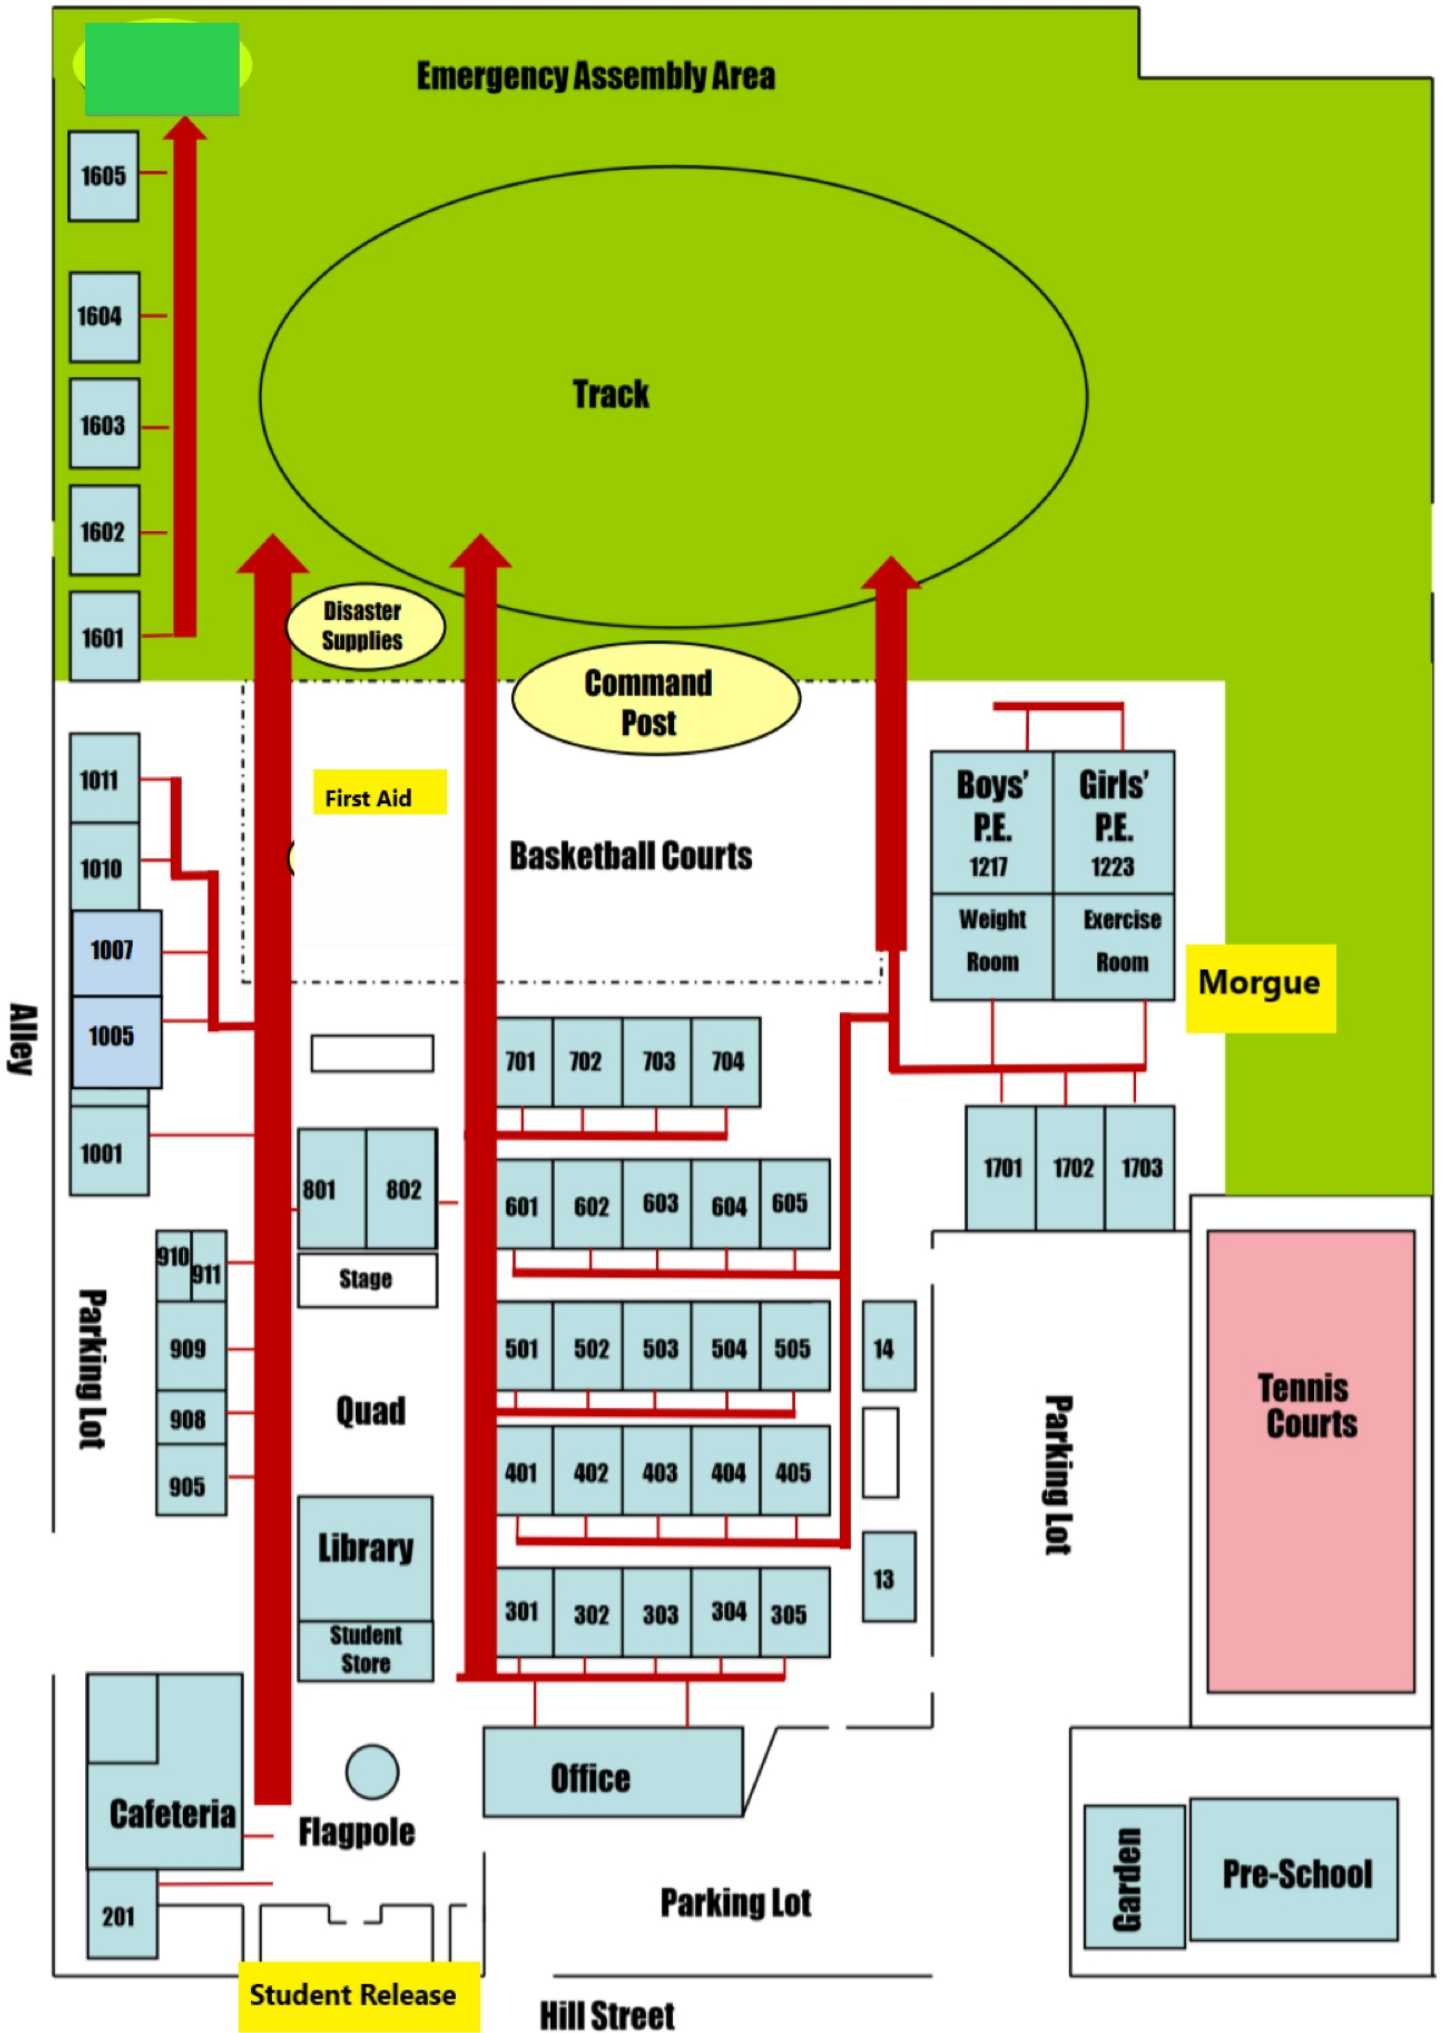 Emergency Assembly Area
1605
1604
Track
1603
1602
1601
Disaster
Supplies
Command
Post
1011
First Aid
Boys'
P.E.
1217
Girls'
P.E.
1223
1010
Basketball Courts
1007
Weight
Room
Exercise
Room
Morgue
1005
Alley
701
702
703
704
1001
801
802
601
602
603
604
605
1701
1702
1703
910
911
Stage
Parking Lot
909
501
502
503
504
505
14
908
Quad
Parking Lot
Tennis
Courts
905
401
402
403
404
405
Library
13
Student
Store
301
302
303
304
305
Cafeteria
Flagpole
Office
201
Parking Lot
Garden
Pre-School
Student Release
Hill Street